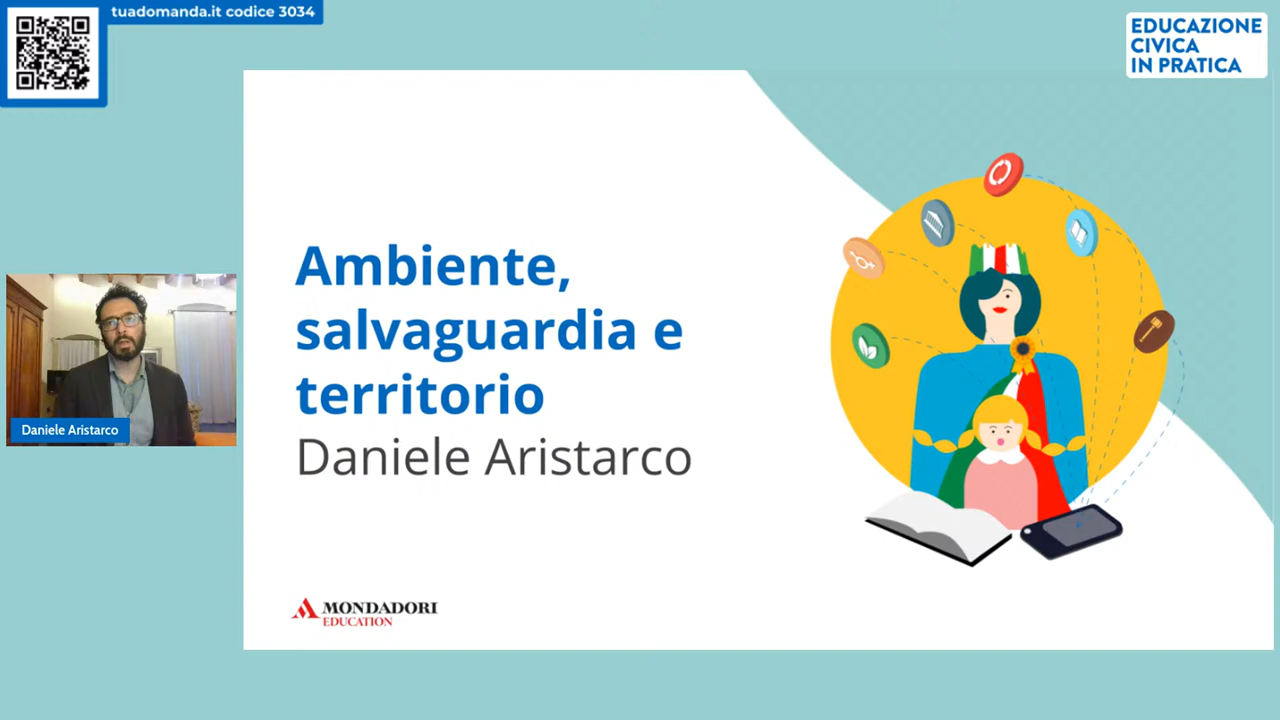 tuadomanda.it codice 3034
EDUCAZIONE
CIVICA
IN PRATICA
Ambiente,
salvaguardia e
territorio
Daniele Aristarco
Daniele Aristarco
MONDADORI
EDUCATION